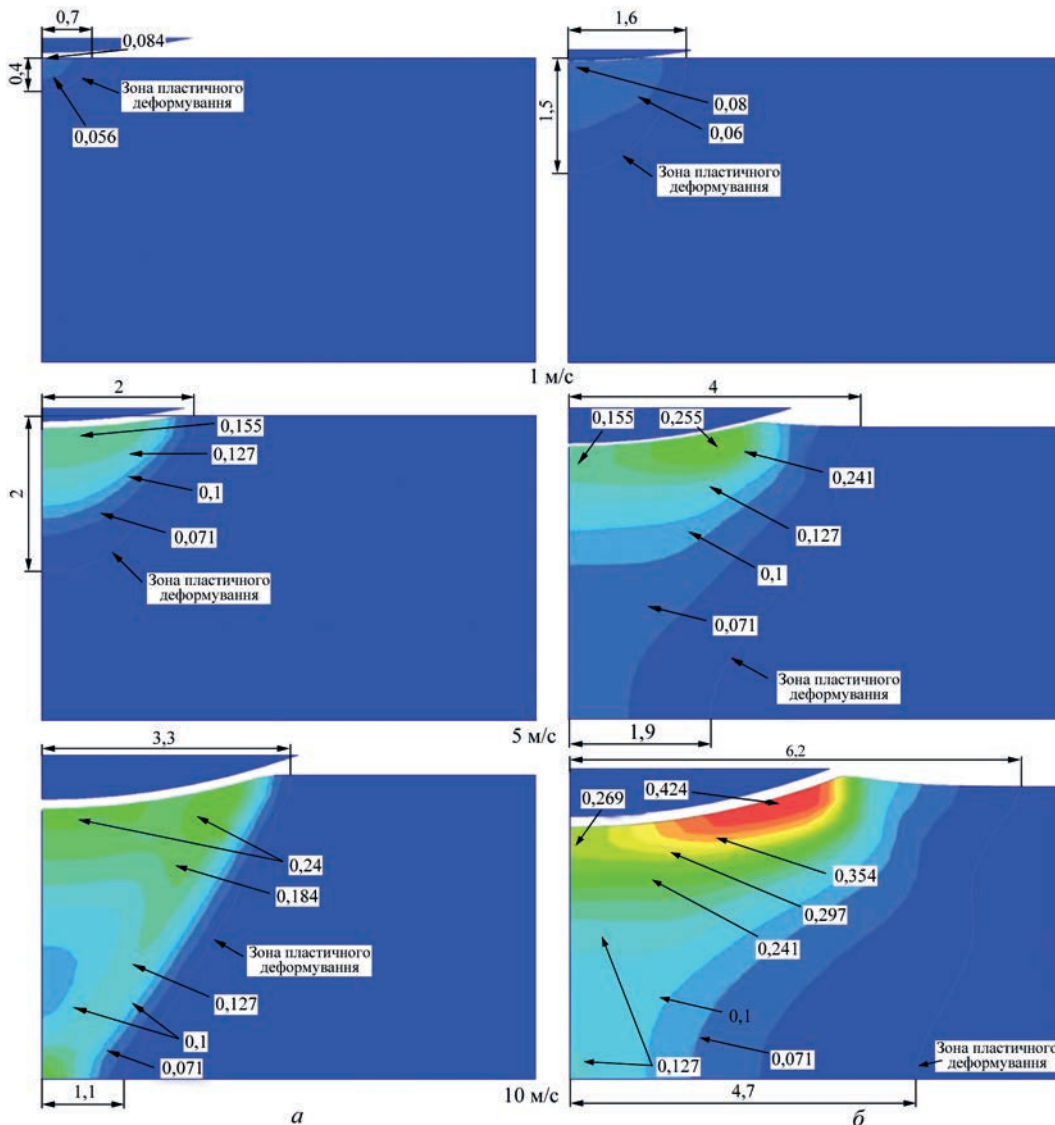 0,7
0,084
0,4
Зона пластичного
деформування
0,056
1,6
1,5
0,08
0,06
Зона пластичного
деформування
1 м/с
2
2
0,155
0,127
0,1
0,071
Зона пластичного
деформування
4
0,155
0,255
0,241
0,127
0,1
0,071
Зона пластичного
деформування
1,9
5 м/с
3,3
0,24
0,184
Зона пластичного
деформування
0,127
0,1
0,071
1,1
6,2
0,269
0,424
0,354
0,297
0,241
0,1
0,071
0,127
Зона пластичного
деформування
4,7
10 м/с
а
б